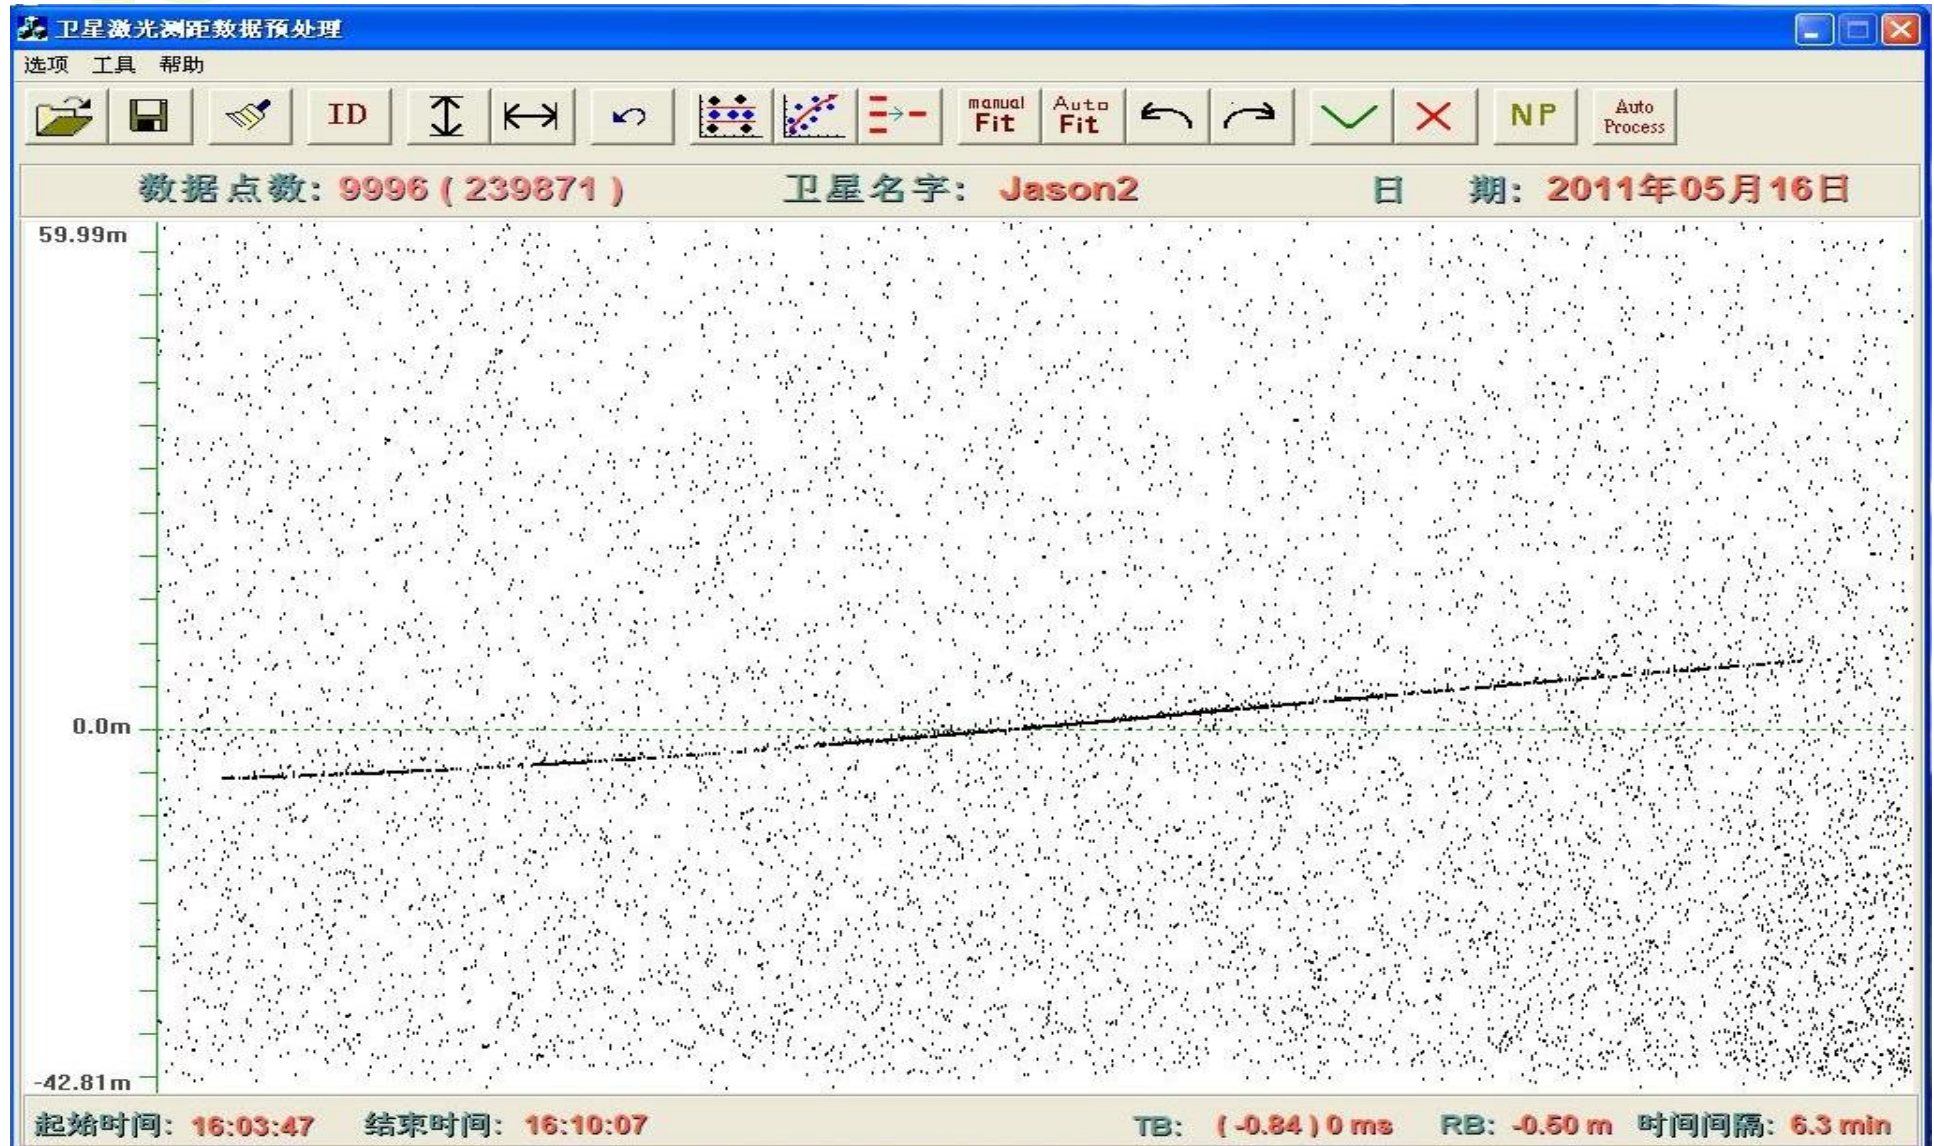 卫星激光测距数据预处理
选项 工具 帮助
ID manual Fit Auto Fit NP Auto Process
数据点数: 9996 ( 239871 ) 卫星名字: Jason2 日 期: 2011年05月16日
59.99m
0.0m
-42.81m
起始时间: 16:03:47 结束时间: 16:10:07 TB: ( -0.84 ) 0 ms RB: -0.50 m 时间间隔: 6.3 min